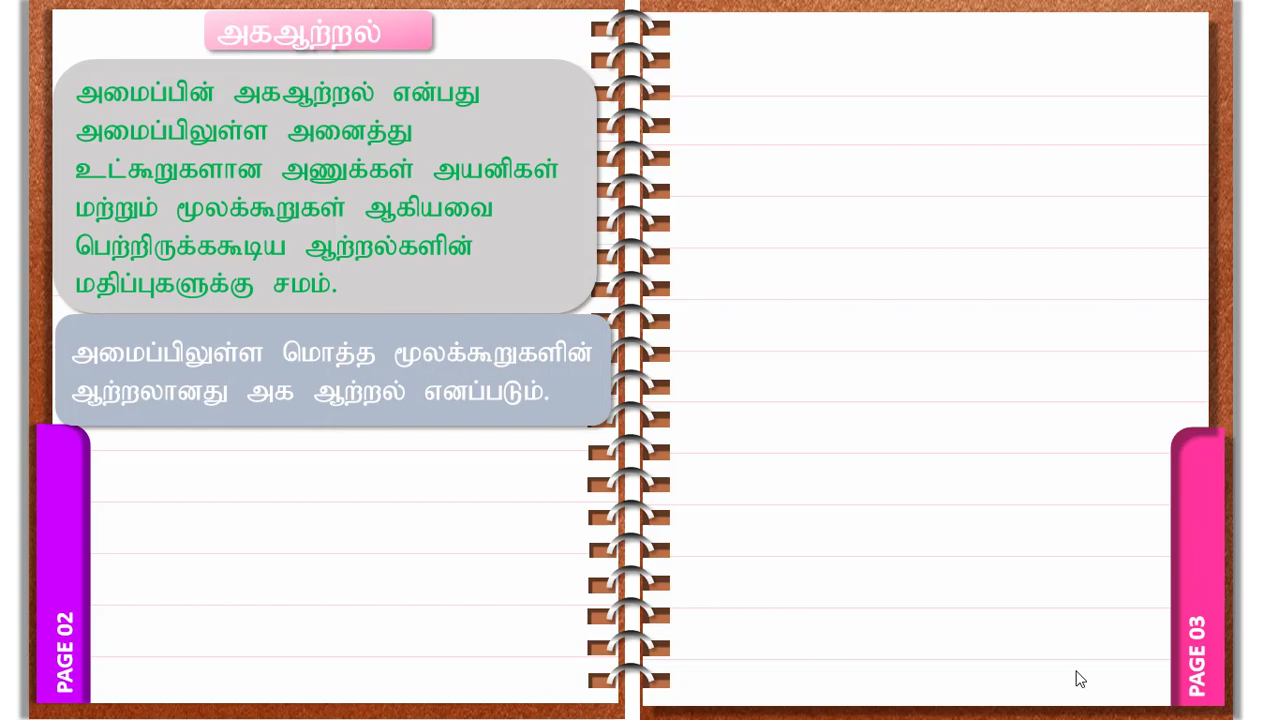 அகஆற்றல்
அமைப்பின் அகஆற்றல் என்பது
அமைப்பிலுள்ள அனைத்து
உட்கூறுகளான அணுக்கள் அயனிகள்
மற்றும் மூலக்கூறுகள் ஆகியவை
பெற்றிருக்ககூடிய ஆற்றல்களின்
மதிப்புகளுக்கு சமம்.
அமைப்பிலுள்ள மொத்த மூலக்கூறுகளின்
ஆற்றலானது அக ஆற்றல் எனப்படும்.
PAGE 02
PAGE 03